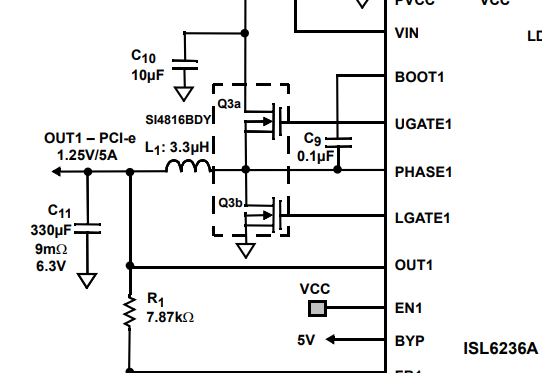 PVCC
VCC
VIN
LD
C10
10µF
BOOT1
Q3a
SI4816BDY
UGATE1
C9
0.1µF
OUT1 – PCI-e
1.25V/5A
L1: 3.3µH
PHASE1
Q3b
C11
330µF
9mΩ
6.3V
LGATE1
OUT1
VCC
R1
7.87kΩ
EN1
5V
BYP
ISL6236A